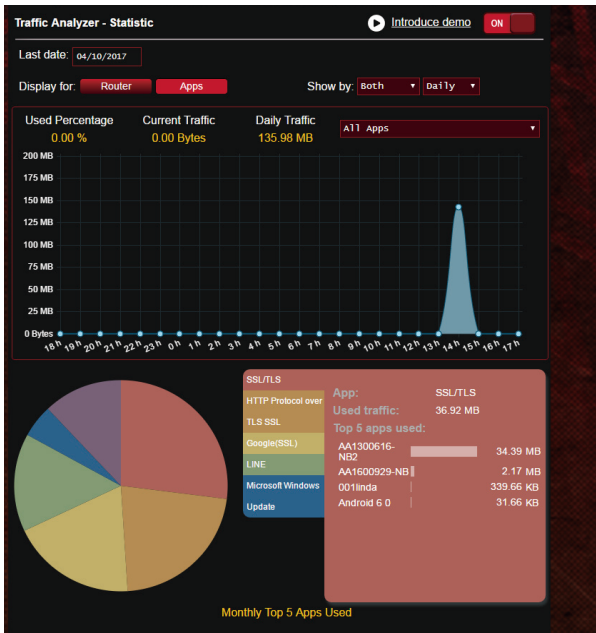 Traffic Analyzer - Statistic
Introduce demo
ON
Last date: 04/10/2017
Display for: Router Apps
Show by: Both Daily
Used Percentage Current Traffic Daily Traffic
0.00 % 0.00 Bytes 135.98 MB
All Apps
200 MB
175 MB
150 MB
125 MB
100 MB
75 MB
50 MB
25 MB
0 Bytes
18 h 19 h 20 h 21 h 22 h 23 h 0 h 1 h 2 h 3 h 4 h 5 h 6 h 7 h 8 h 9 h 10 h 11 h 12 h 13 h 14 h 15 h 16 h 17 h
SSL/TLS
HTTP Protocol over
TLS SSL
Google(SSL)
LINE
Microsoft Windows
Update
App: SSL/TLS
Used traffic: 36.92 MB
Top 5 apps used:
AA1300616-
NB2 34.39 MB
AA1600929-NB 2.17 MB
001linda 339.66 KB
Android 6 0 31.66 KB
Monthly Top 5 Apps Used